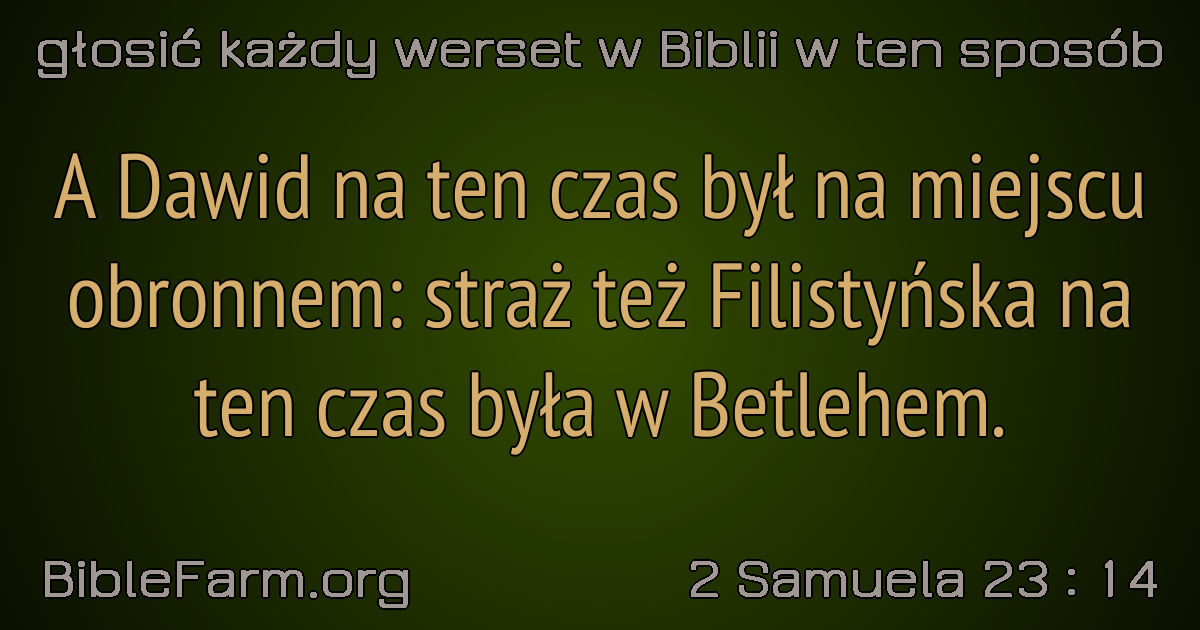 głosić każdy werset w Biblii w ten sposób
A Dawid na ten czas był na miejscu
obronnem: straż też Filistyńska na
ten czas była w Betlehem.
BibleFarm.org
2 Samuela 23 : 14